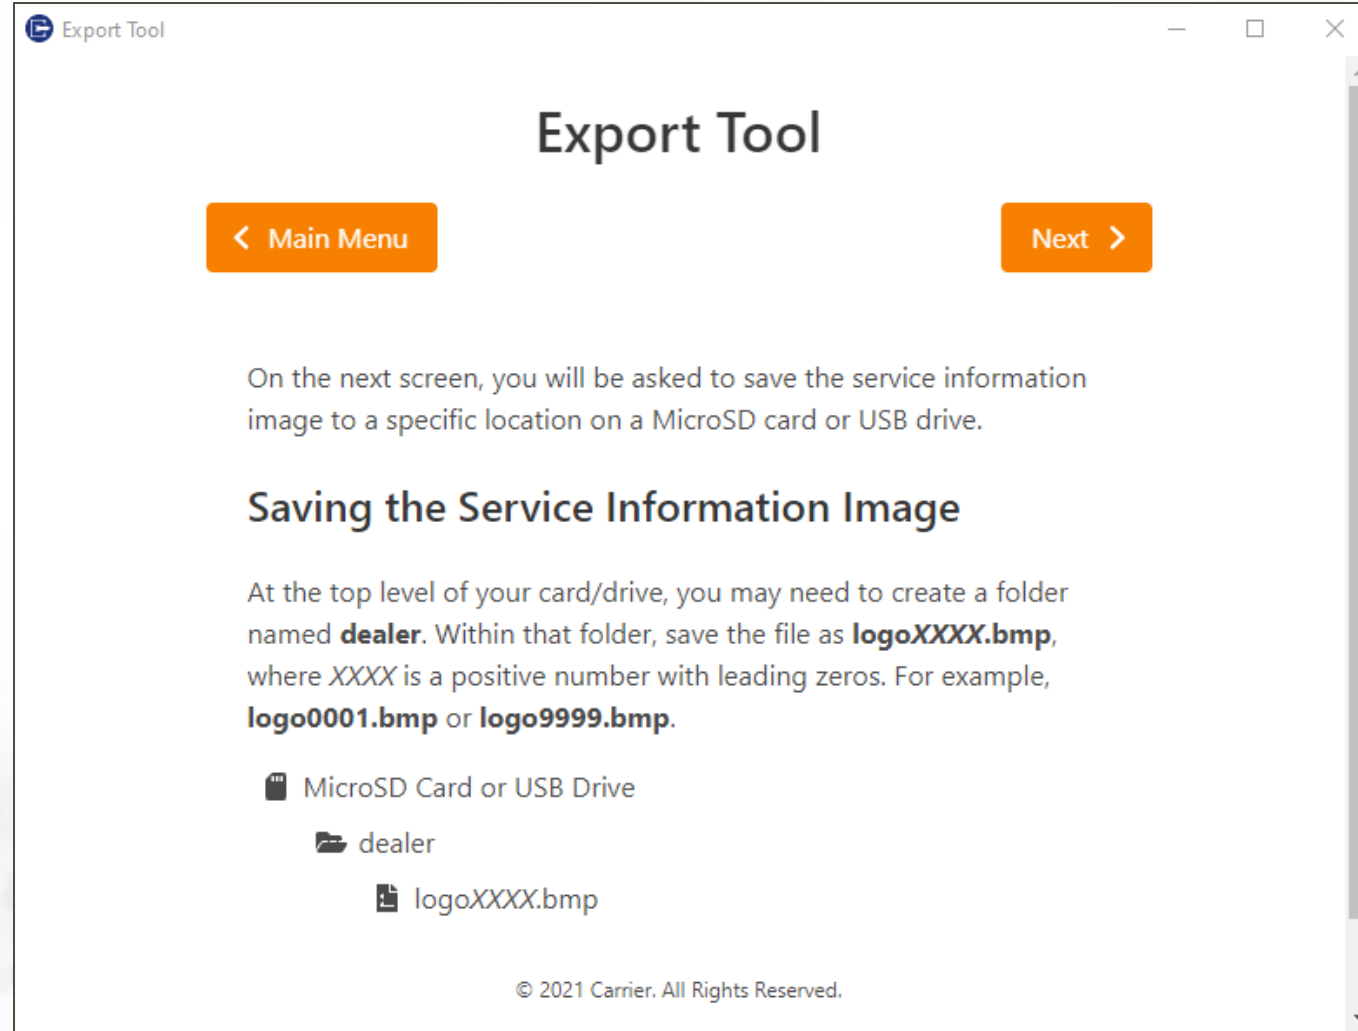 Export Tool
Export Tool
Main Menu
Next
On the next screen, you will be asked to save the service information
image to a specific location on a MicroSD card or USB drive.
Saving the Service Information Image
At the top level of your card/drive, you may need to create a folder
named dealer. Within that folder, save the file as logoXXXX.bmp,
where XXXX is a positive number with leading zeros. For example,
logo0001.bmp or logo9999.bmp.
MicroSD Card or USB Drive
dealer
logoXXXX.bmp
© 2021 Carrier. All Rights Reserved.